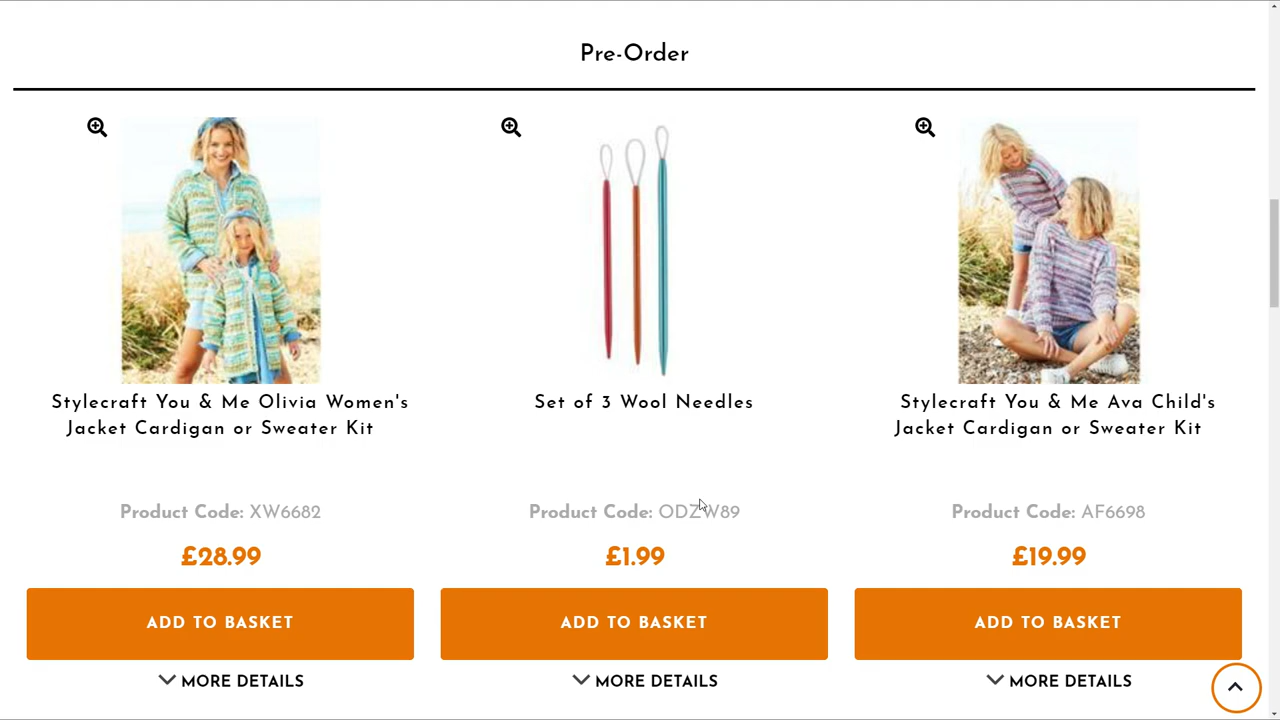 Pre-Order
Stylecraft You & Me Olivia Women's
Jacket Cardigan or Sweater Kit
Product Code: XW6682
£28.99
ADD TO BASKET
MORE DETAILS
Set of 3 Wool Needles
Product Code: ODZW89
£1.99
ADD TO BASKET
MORE DETAILS
Stylecraft You & Me Ava Child's
Jacket Cardigan or Sweater Kit
Product Code: AF6698
£19.99
ADD TO BASKET
MORE DETAILS